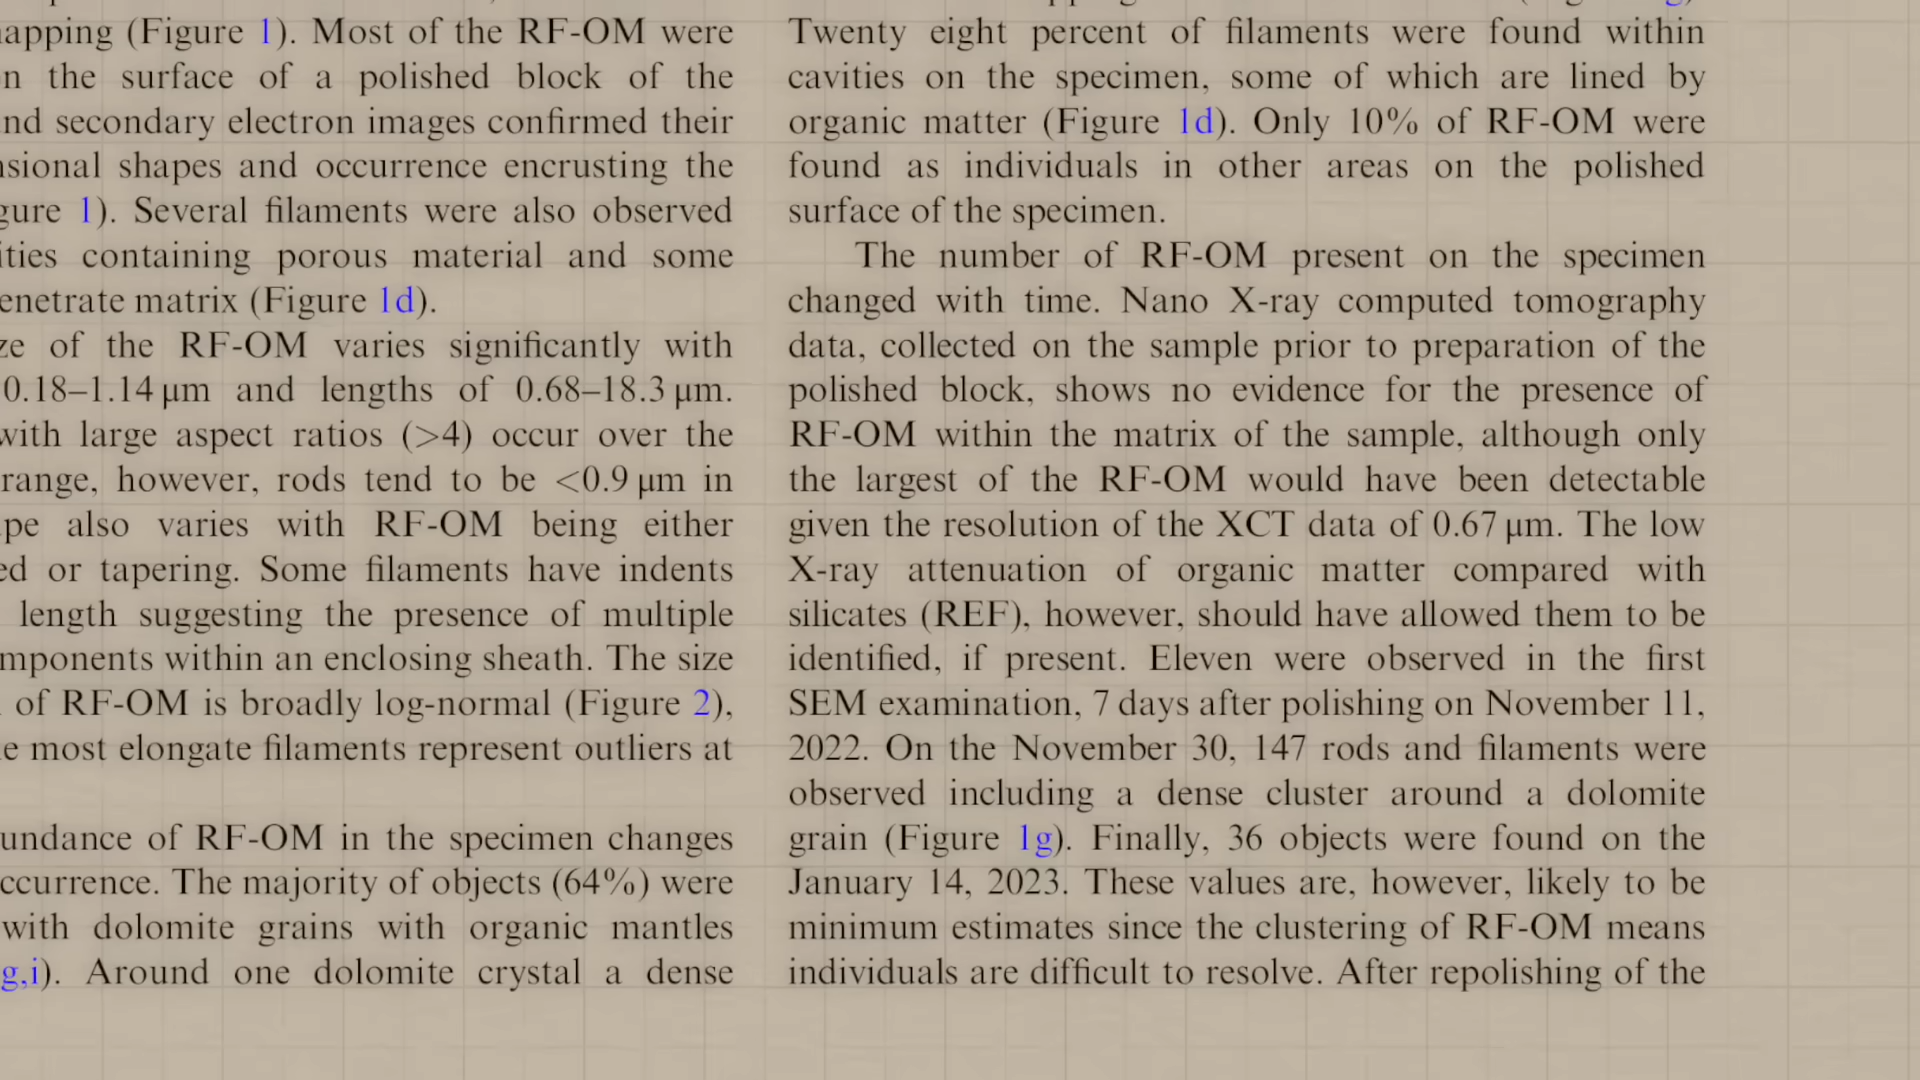 apping (Figure 1). Most of the RF-OM were
n the surface of a polished block of the
nd secondary electron images confirmed their
nsional shapes and occurrence encrusting the
gure 1). Several filaments were also observed
ities containing porous material and some
enetrate matrix (Figure 1d).
ze of the RF-OM varies significantly with
0.18–1.14 μm and lengths of 0.68–18.3 μm.
with large aspect ratios (>4) occur over the
range, however, rods tend to be <0.9 μm in
pe also varies with RF-OM being either
ed or tapering. Some filaments have indents
length suggesting the presence of multiple
mponents within an enclosing sheath. The size
of RF-OM is broadly log-normal (Figure 2),
e most elongate filaments represent outliers at
undance of RF-OM in the specimen changes
ccurrence. The majority of objects (64%) were
with dolomite grains with organic mantles
g,i). Around one dolomite crystal a dense
Twenty eight percent of filaments were found within
cavities on the specimen, some of which are lined by
organic matter (Figure 1d). Only 10% of RF-OM were
found as individuals in other areas on the polished
surface of the specimen.
The number of RF-OM present on the specimen
changed with time. Nano X-ray computed tomography
data, collected on the sample prior to preparation of the
polished block, shows no evidence for the presence of
RF-OM within the matrix of the sample, although only
the largest of the RF-OM would have been detectable
given the resolution of the XCT data of 0.67 μm. The low
X-ray attenuation of organic matter compared with
silicates (REF), however, should have allowed them to be
identified, if present. Eleven were observed in the first
SEM examination, 7 days after polishing on November 11,
2022. On the November 30, 147 rods and filaments were
observed including a dense cluster around a dolomite
grain (Figure 1g). Finally, 36 objects were found on the
January 14, 2023. These values are, however, likely to be
minimum estimates since the clustering of RF-OM means
individuals are difficult to resolve. After repolishing of the